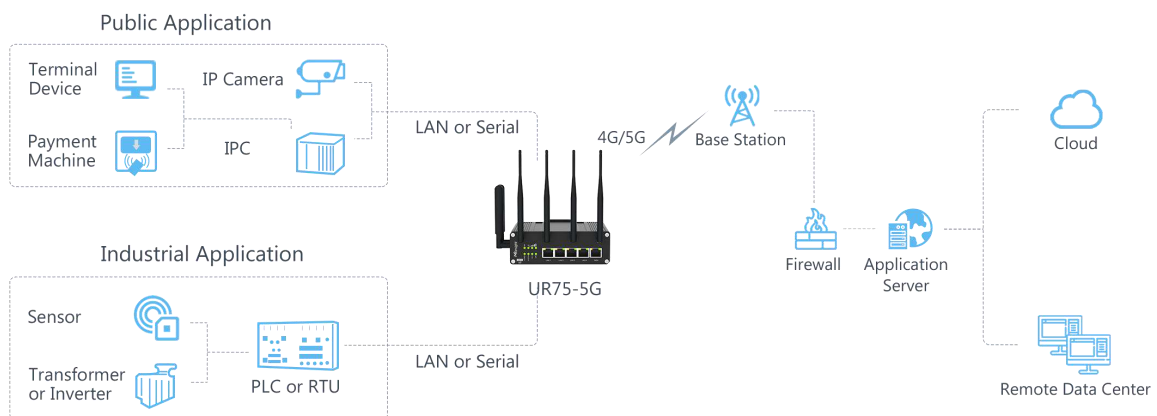 Public Application
Terminal
Device
IP Camera
Payment
Machine
IPC
LAN or Serial
4G/5G
Base Station
Cloud
UR75-5G
Firewall
Application
Server
Industrial Application
Sensor
Transformer
or Inverter
PLC or RTU
LAN or Serial
Remote Data Center